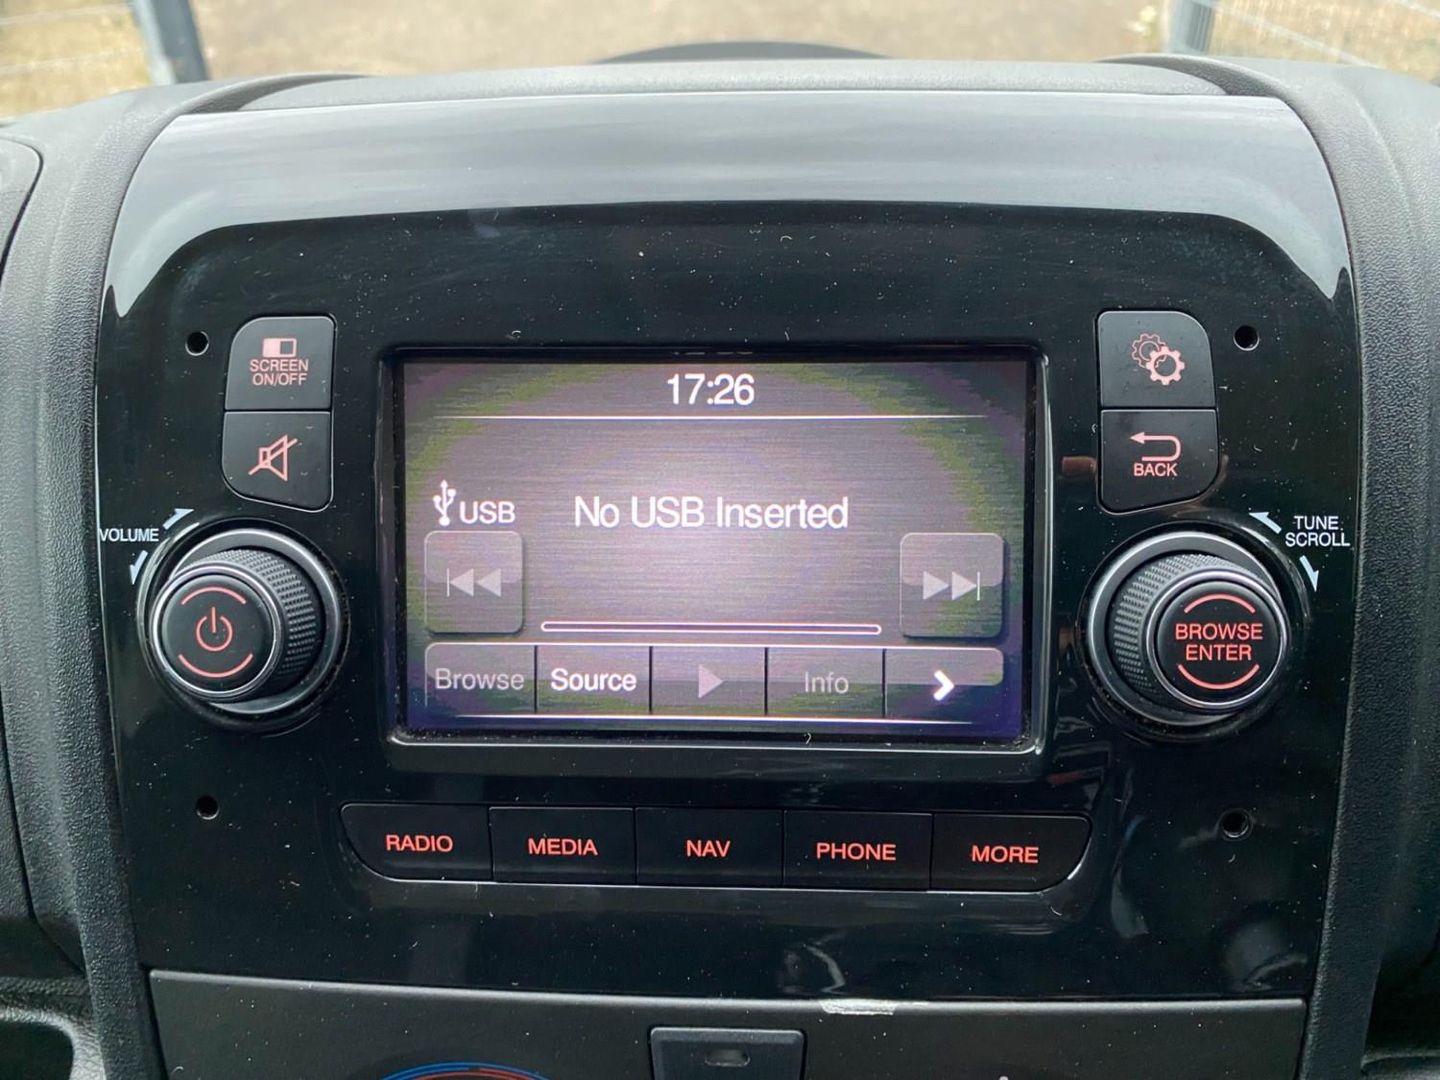 17:26
SCREEN
ON/OFF
BACK
VOLUME
TUNE
SCROLL
USB
No USB Inserted
BROWSE
ENTER
Browse
Source
Info
RADIO
MEDIA
NAV
PHONE
MORE